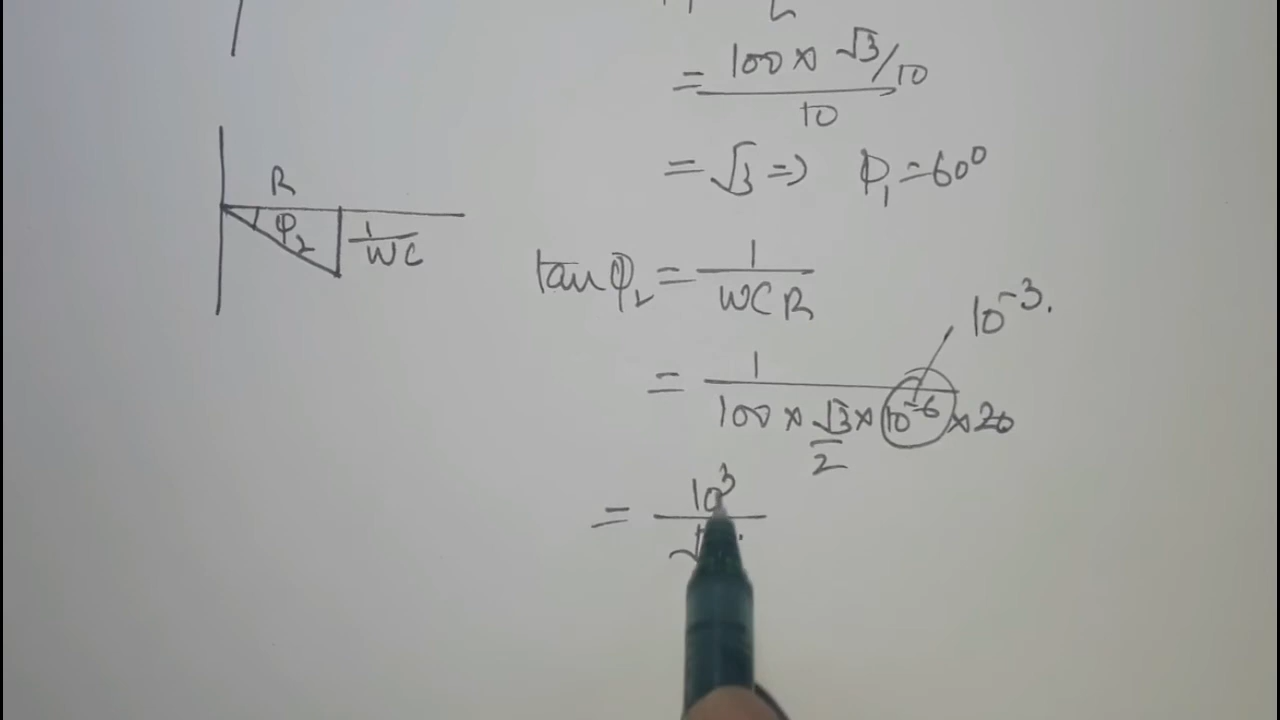 = 100 × √3/10 / 10
= √3 ⇒ φ₁ = 60⁰
R
φ₂
1/WC
tan φ₂ = 1/WCR
10⁻³.
= 1 / 100 × √3/2 × 10⁻⁶ × 20
= 10³ / √